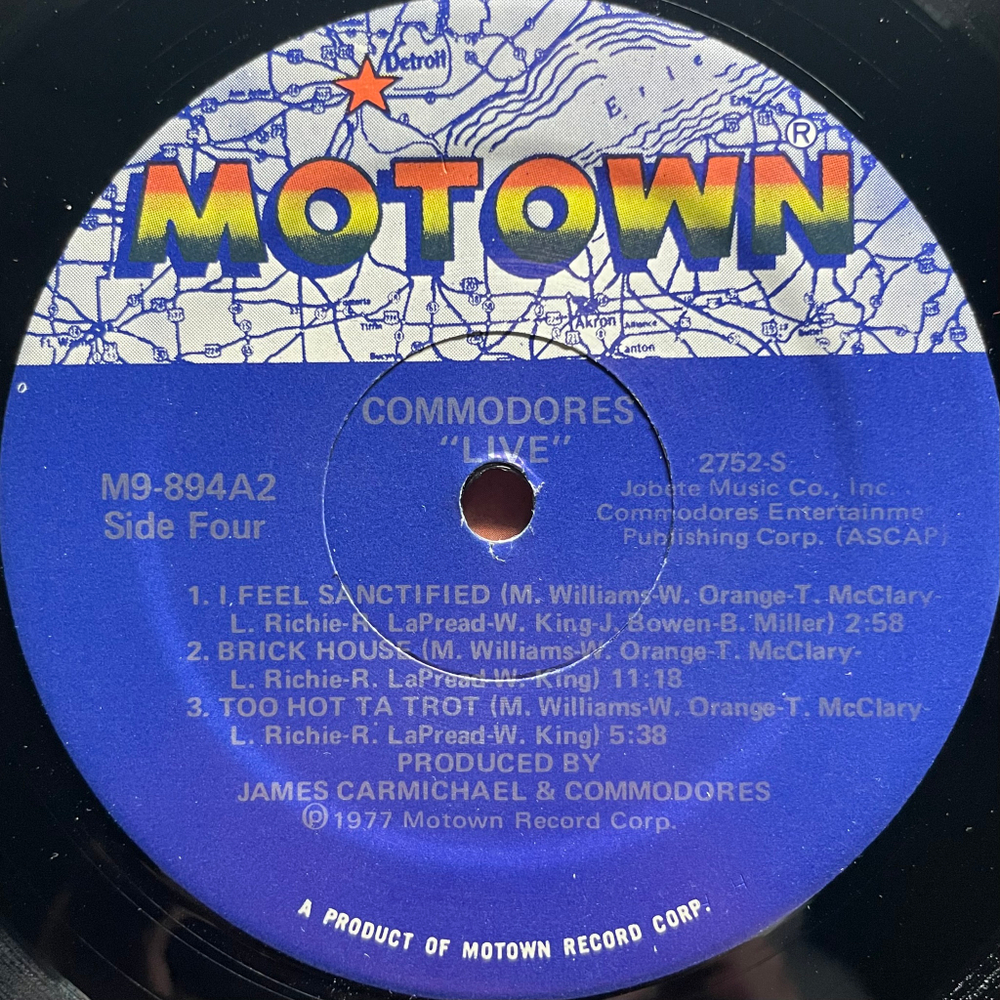 Detroit
Erie
MOTOWN®
Akron
Alliance
Canton
Ft. W
COMMODORES
"LIVE"
M9-894A2
Side Four
2752-S
Jobete Music Co., Inc.
Commodores Entertainme
Publishing Corp. (ASCAP)
1. I FEEL SANCTIFIED (M. Williams-W. Orange-T. McClary-
L. Richie-R. LaPread-W. King-J. Bowen-B. Miller) 2:58
2. BRICK HOUSE (M. Williams-W. Orange-T. McClary-
L. Richie-R. LaPread-W. King) 11:18
3. TOO HOT TA TROT (M. Williams-W. Orange-T. McClary-
L. Richie-R. LaPread-W. King) 5:38
PRODUCED BY
JAMES CARMICHAEL & COMMODORES
℗ 1977 Motown Record Corp.
A PRODUCT OF MOTOWN RECORD CORP.